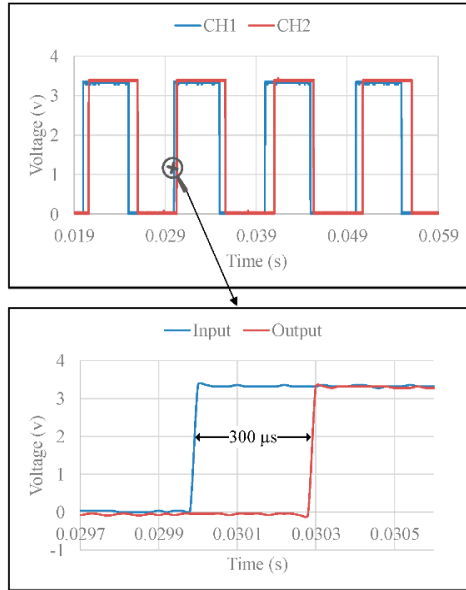 CH1 CH2
4
3
2
1
0
Voltage (v)
0.019 0.029 0.039 0.049 0.059
Time (s)
Input Output
4
3
2
1
0
-1
Voltage (v)
300 μs
0.0297 0.0299 0.0301 0.0303 0.0305
Time (s)